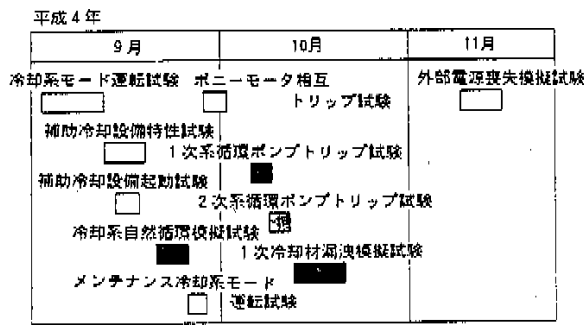 平成4年
9月 10月 11月
冷却系モード運転試験 ポニーモータ相互 外部電源喪失模擬試験
トリップ試験
補助冷却設備特性試験
1次系循環ポンプトリップ試験
補助冷却設備起動試験
2次系循環ポンプトリップ試験
冷却系自然循環模擬試験
1次冷却材漏洩模擬試験
メンテナンス冷却系モード
運転試験